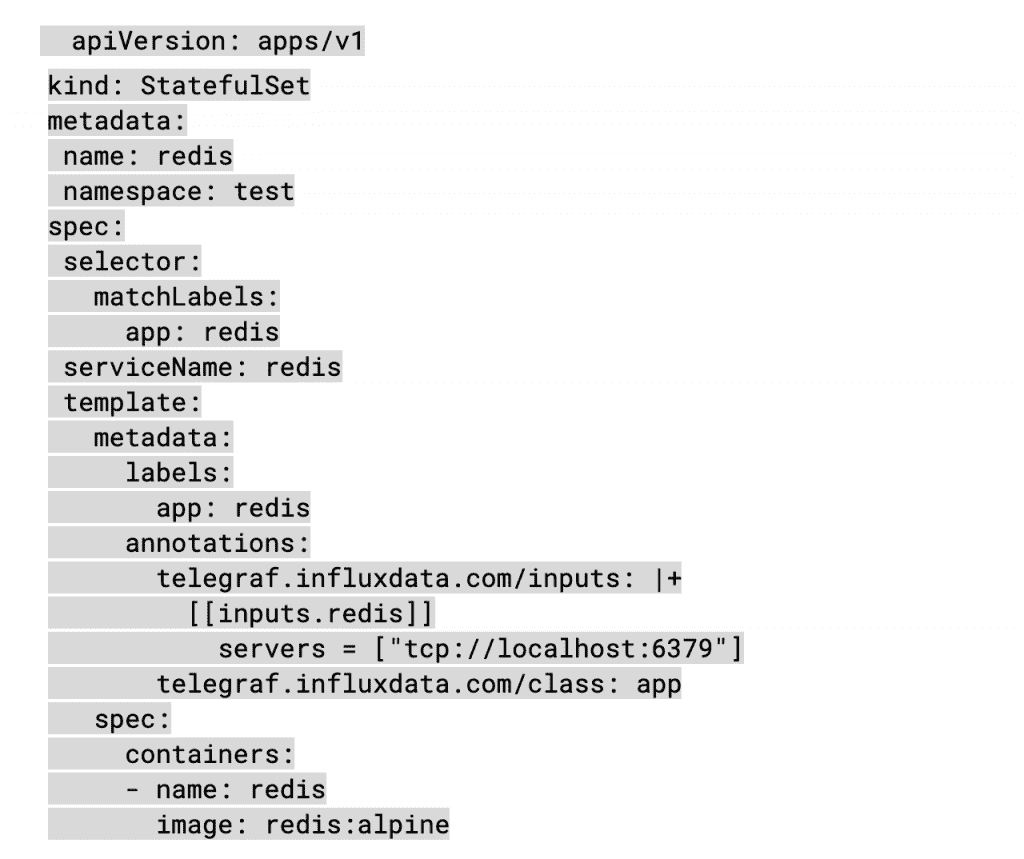 apiVersion: apps/v1
kind: StatefulSet
metadata:
 name: redis
 namespace: test
spec:
 selector:
   matchLabels:
     app: redis
 serviceName: redis
 template:
   metadata:
     labels:
       app: redis
     annotations:
       telegraf.influxdata.com/inputs: |+
         [[inputs.redis]]
           servers = ["tcp://localhost:6379"]
       telegraf.influxdata.com/class: app
   spec:
     containers:
     - name: redis
       image: redis:alpine